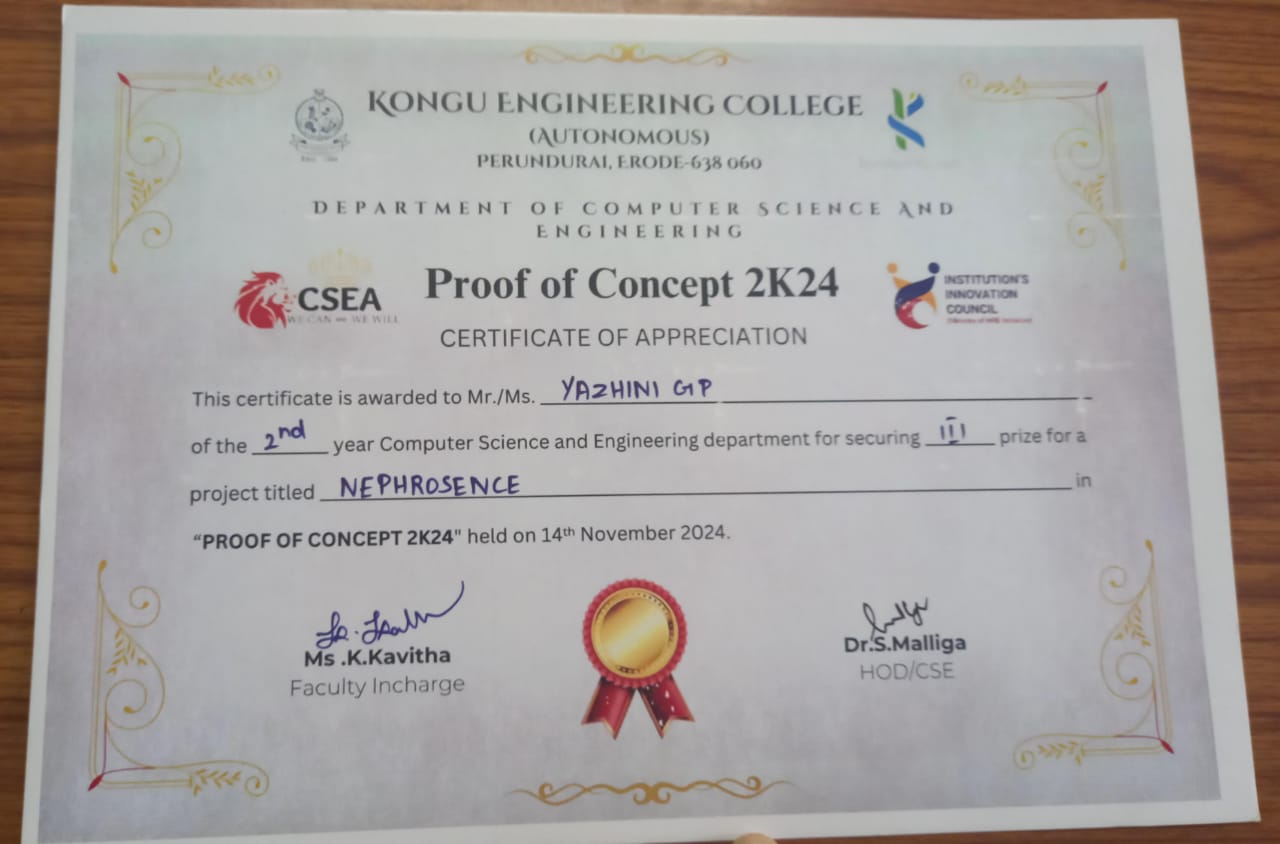 KONGU ENGINEERING COLLEGE
(AUTONOMOUS)
PERUNDURAI, ERODE-638 060
DEPARTMENT OF COMPUTER SCIENCE AND
ENGINEERING
CSEA
WE CAN WE WILL
Proof of Concept 2K24
INSTITUTION'S
INNOVATION
COUNCIL
CERTIFICATE OF APPRECIATION
This certificate is awarded to Mr./Ms. YAZHINI GP
of the 2nd year Computer Science and Engineering department for securing III prize for a
project titled NEPHROSENCE in
“PROOF OF CONCEPT 2K24" held on 14th November 2024.
Ms .K.Kavitha
Faculty Incharge
Dr.S.Malliga
HOD/CSE